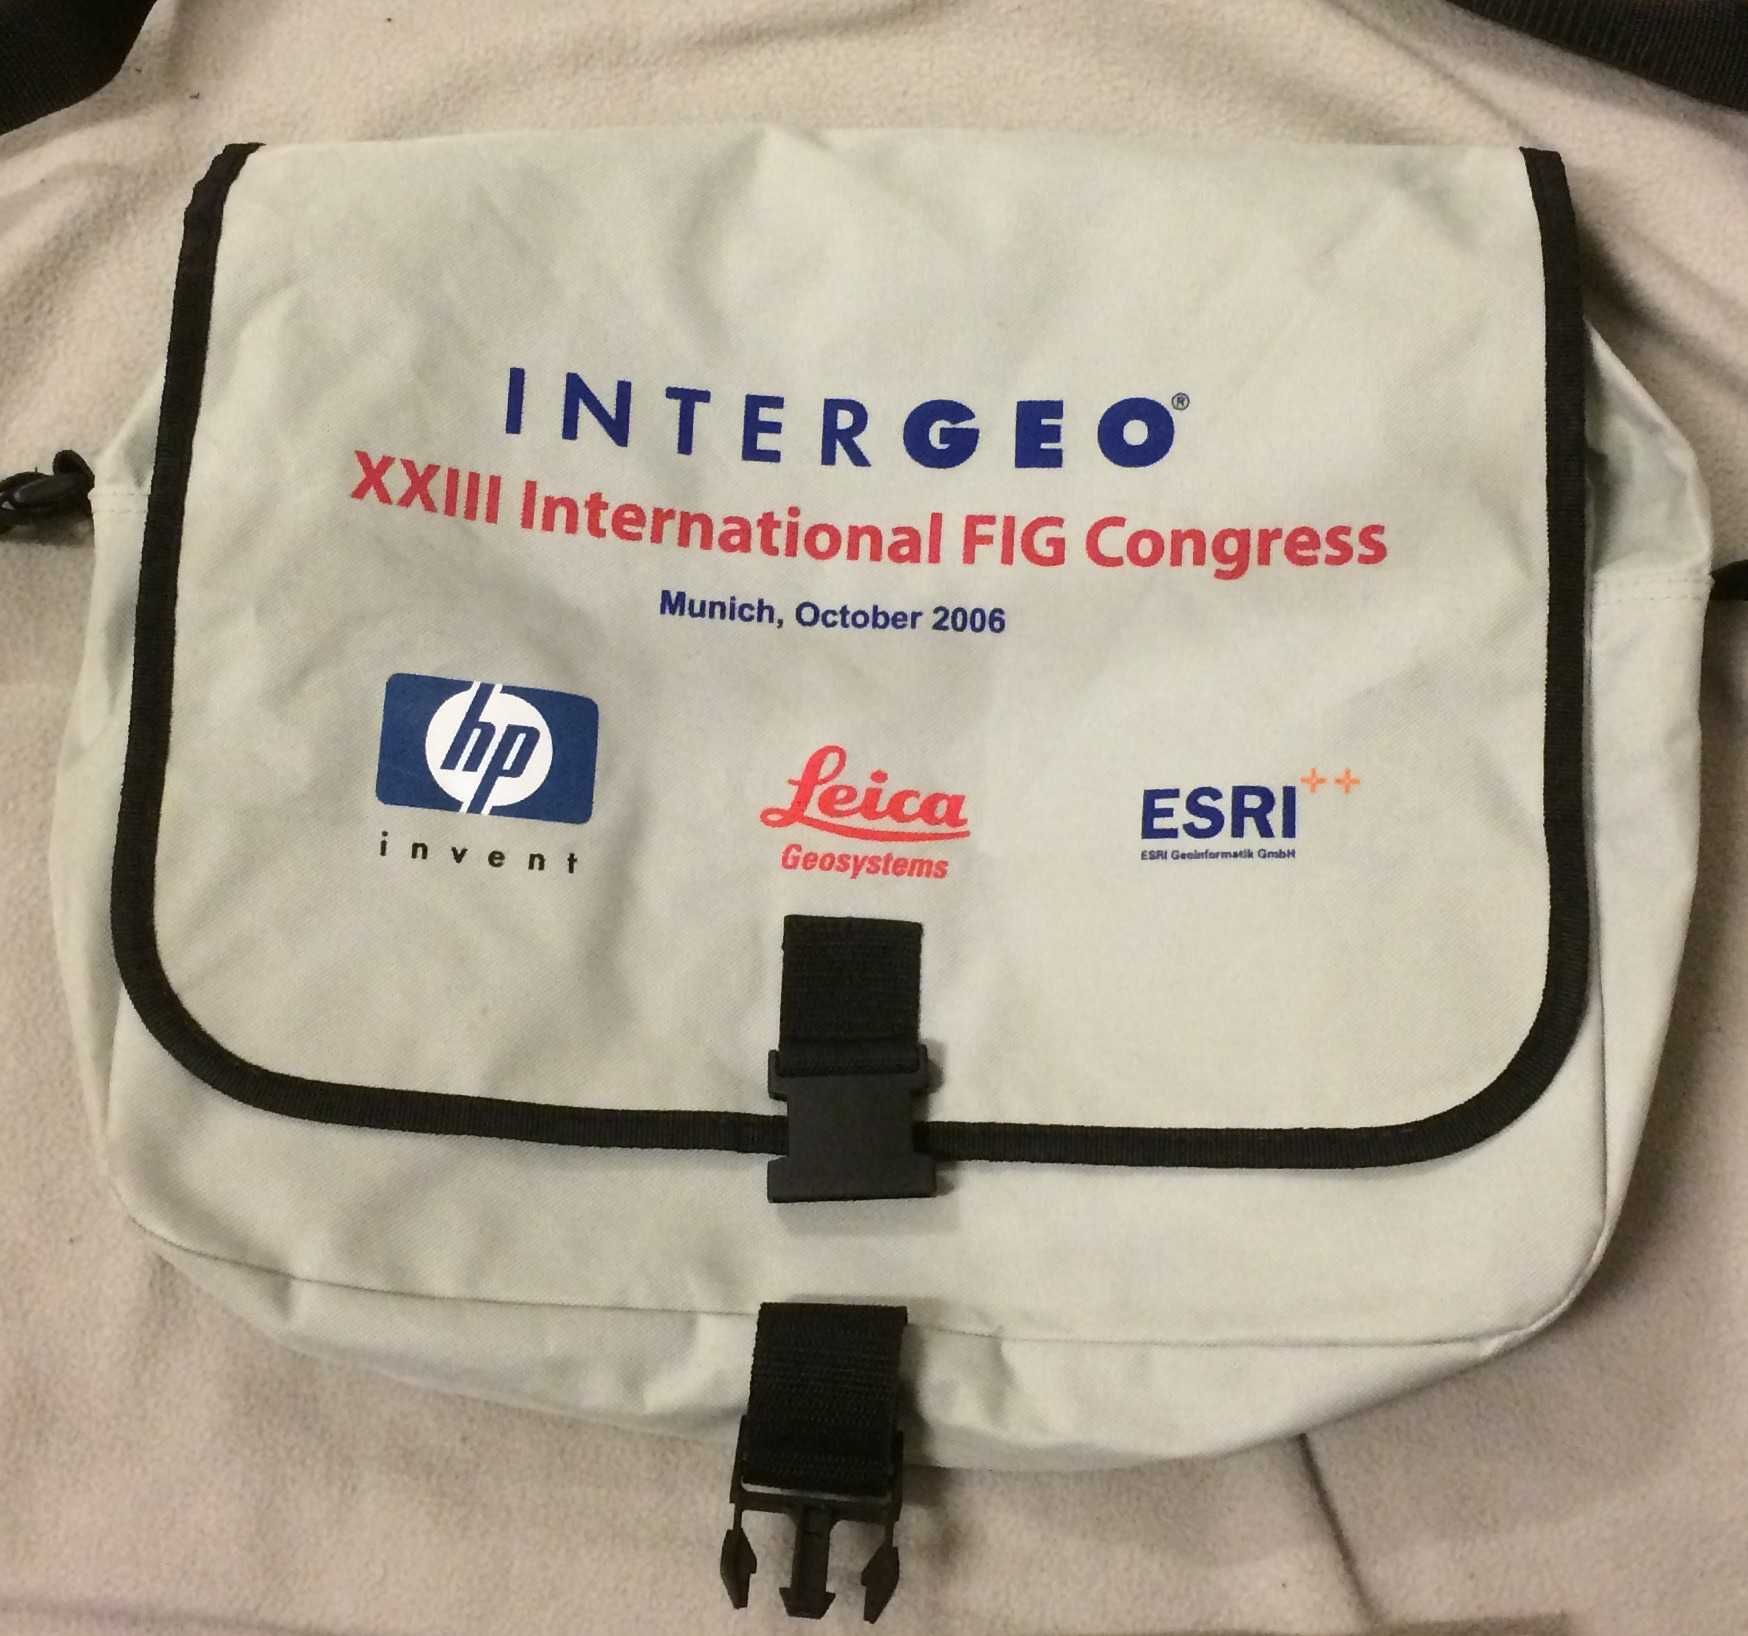 INTERGEO®
XXIII International FIG Congress
Munich, October 2006
hp
invent
Leica
Geosystems
ESRI++
ESRI Geoinformatik GmbH